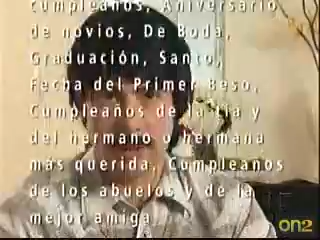 cumpleaños, Aniversario
de novios, De Boda,
Graduación, Santo,
Fecha del Primer Beso,
Cumpleaños de la tía y
del hermano o hermana
más querida, Cumpleaños
de los abuelos y de la
mejor amiga
on2